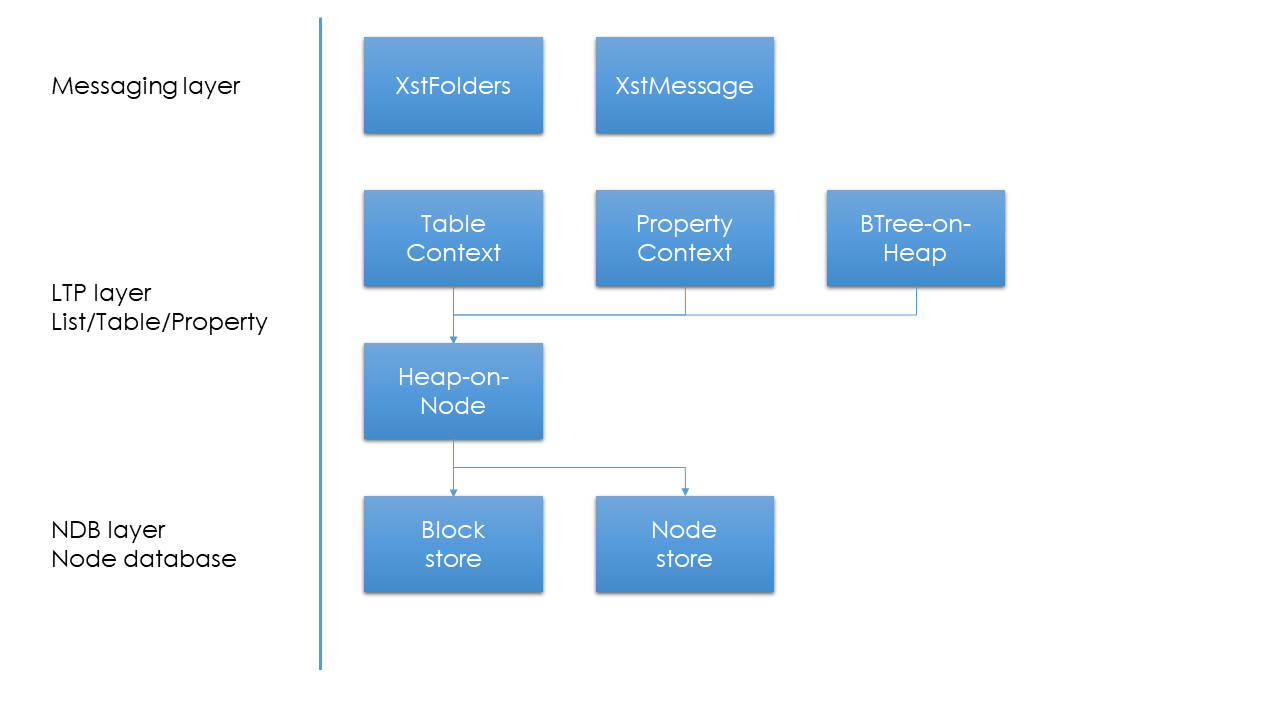 Messaging layer
XstFolders
XstMessage
Table
Context
Property
Context
BTree-on-
Heap
LTP layer
List/Table/Property
Heap-on-
Node
NDB layer
Node database
Block
store
Node
store